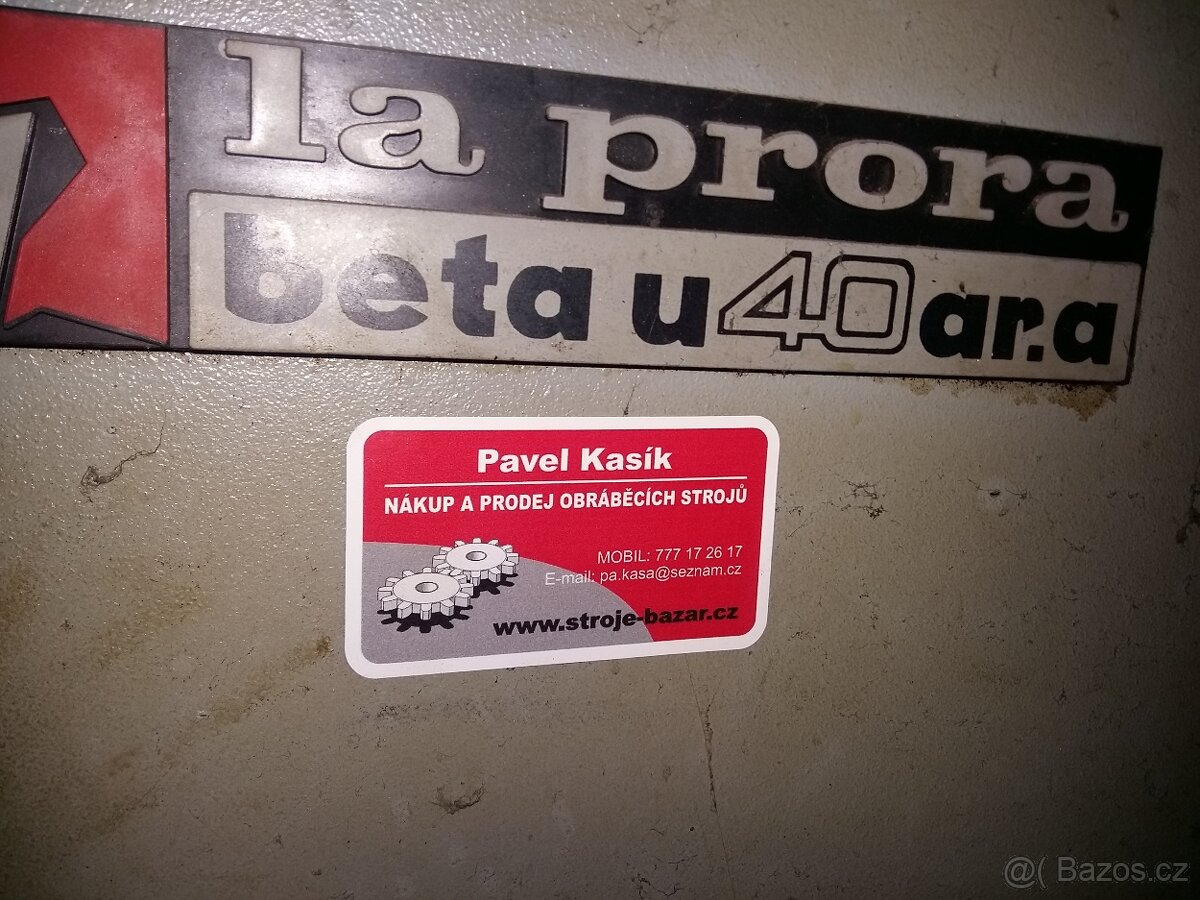 la prora
beta u40ar.a
Pavel Kasík
NÁKUP A PRODEJ OBRÁBĚCÍCH STROJŮ
MOBIL: 777 17 26 17
E-mail: pa.kasa@seznam.cz
www.stroje-bazar.cz
@( Bazos.cz